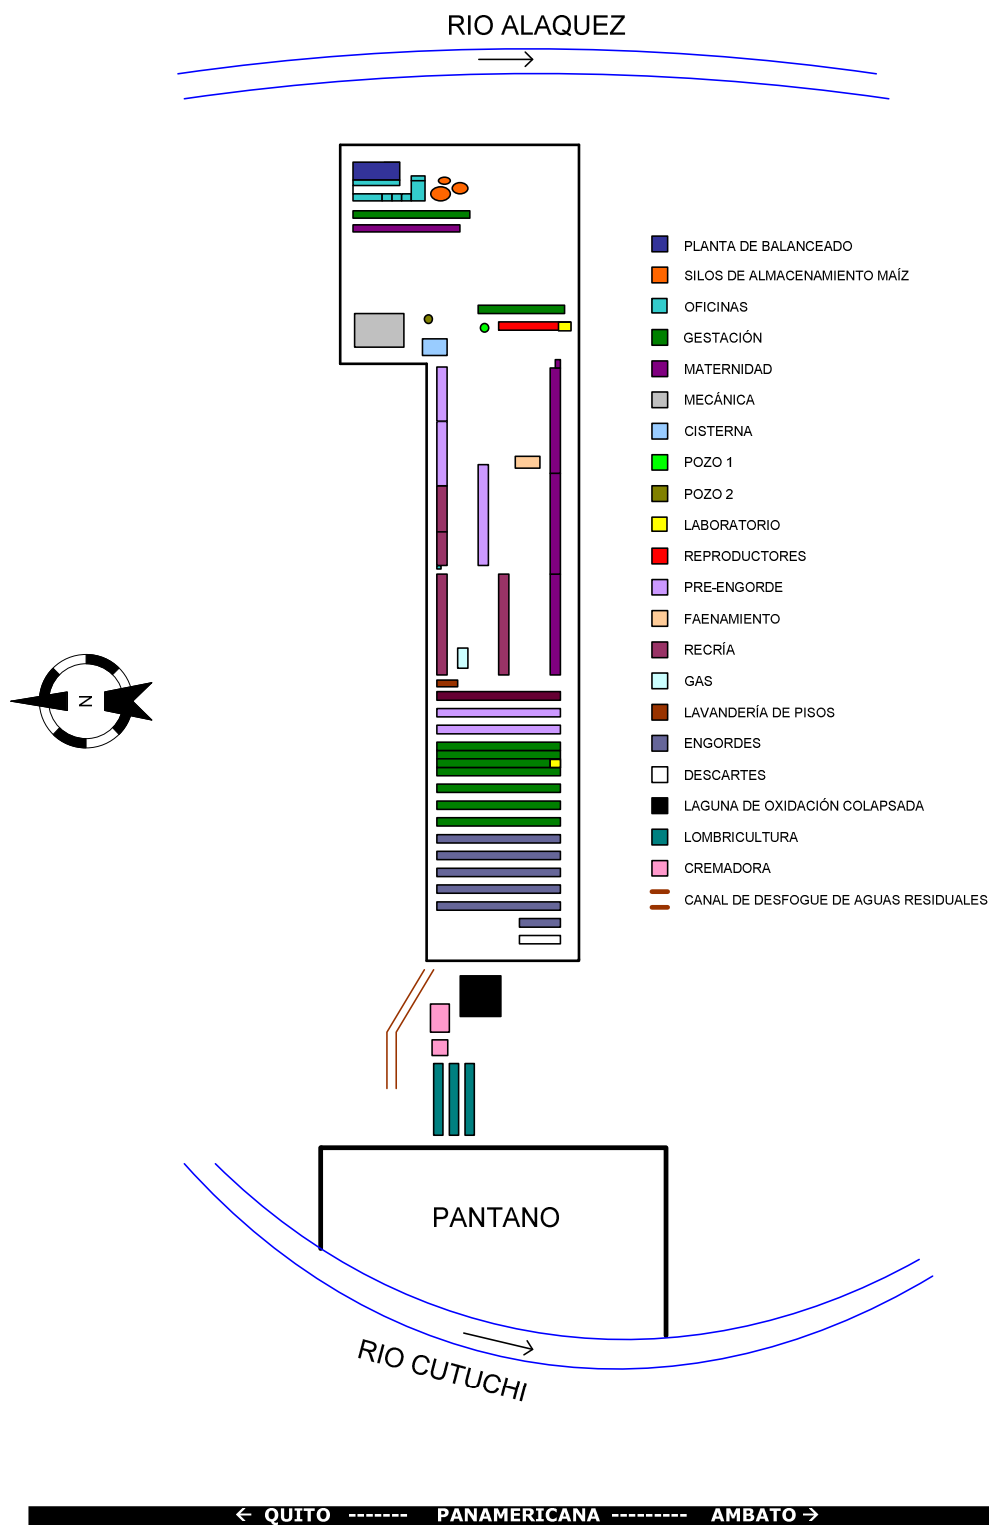 RIO ALAQUEZ
PLANTA DE BALANCEADO
SILOS DE ALMACENAMIENTO MAÍZ
OFICINAS
GESTACIÓN
MATERNIDAD
MECÁNICA
CISTERNA
POZO 1
POZO 2
LABORATORIO
REPRODUCTORES
PRE-ENGORDE
FAENAMIENTO
RECRÍA
GAS
LAVANDERÍA DE PISOS
ENGORDES
DESCARTES
LAGUNA DE OXIDACIÓN COLAPSADA
LOMBRICULTURA
CREMADORA
CANAL DE DESFOGUE DE AGUAS RESIDUALES
N
PANTANO
RIO CUTUCHI
← QUITO ------- PANAMERICANA --------- AMBATO →